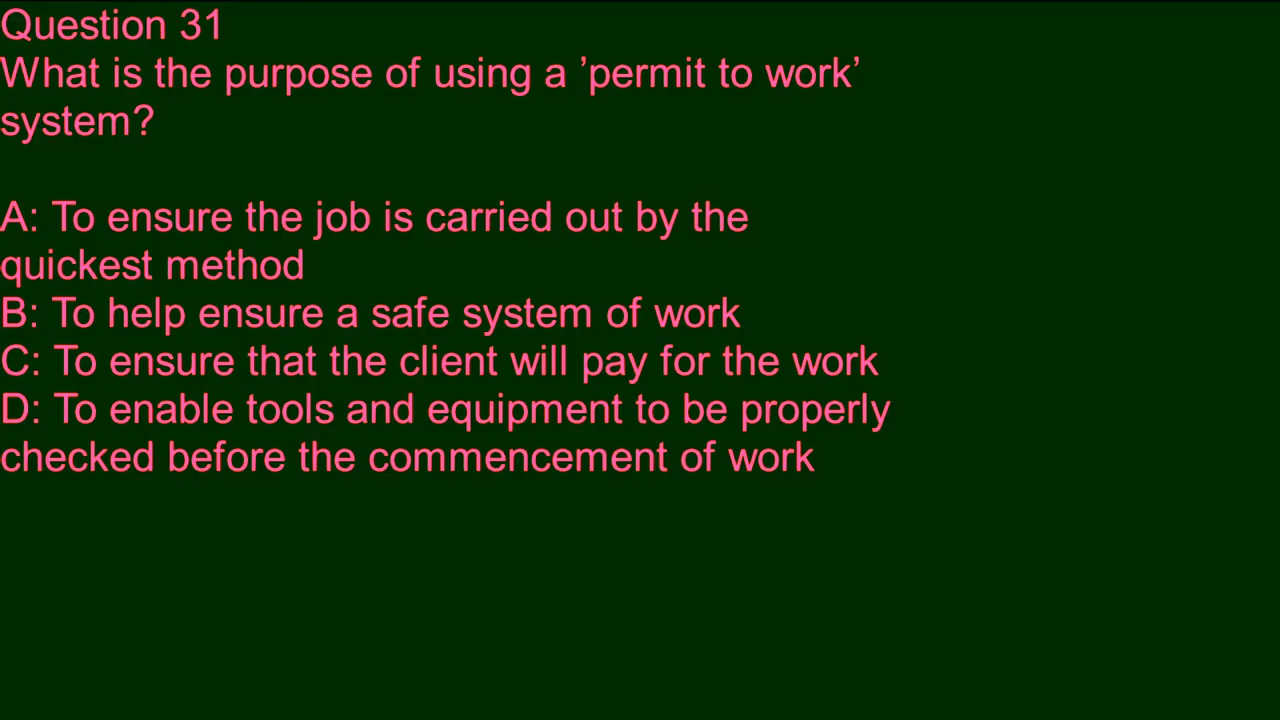 Question 31
What is the purpose of using a ’permit to work’
system?
A: To ensure the job is carried out by the
quickest method
B: To help ensure a safe system of work
C: To ensure that the client will pay for the work
D: To enable tools and equipment to be properly
checked before the commencement of work